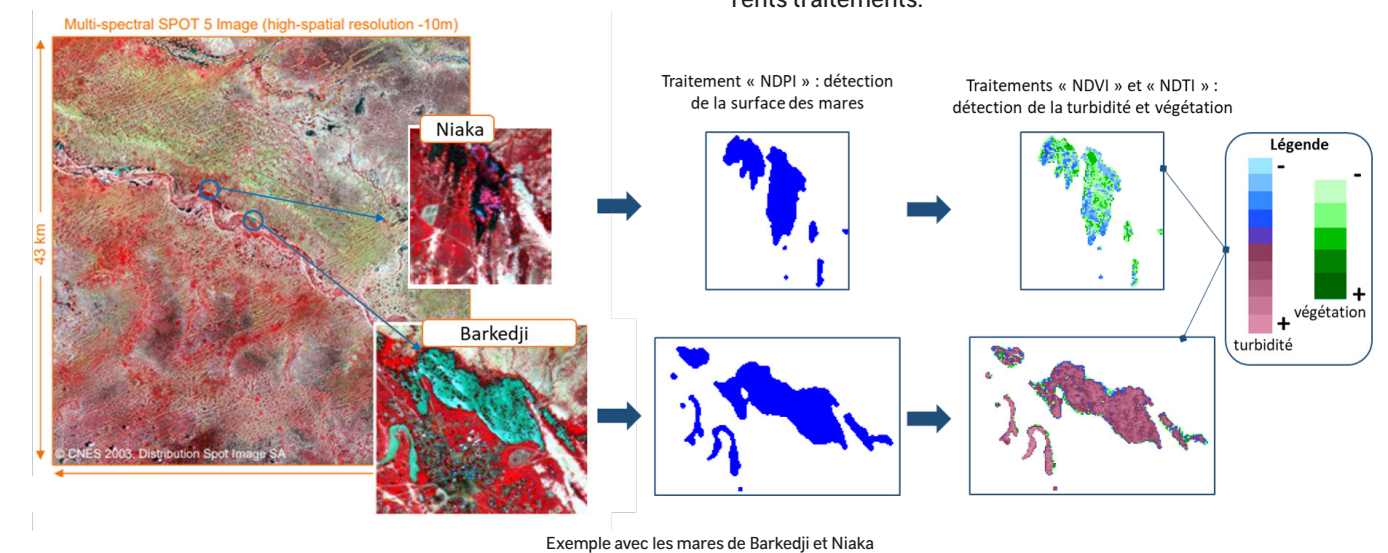 rents traitements.
Multi-spectral SPOT 5 Image (high-spatial resolution -10m)
43 km
© CNES 2003, Distribution Spot Image SA
Niaka
Barkedji
Traitement « NDPI » : détection
de la surface des mares
Traitements « NDVI » et « NDTI » :
détection de la turbidité et végétation
Légende
-
-
+
végétation
+
turbidité
Exemple avec les mares de Barkedji et Niaka